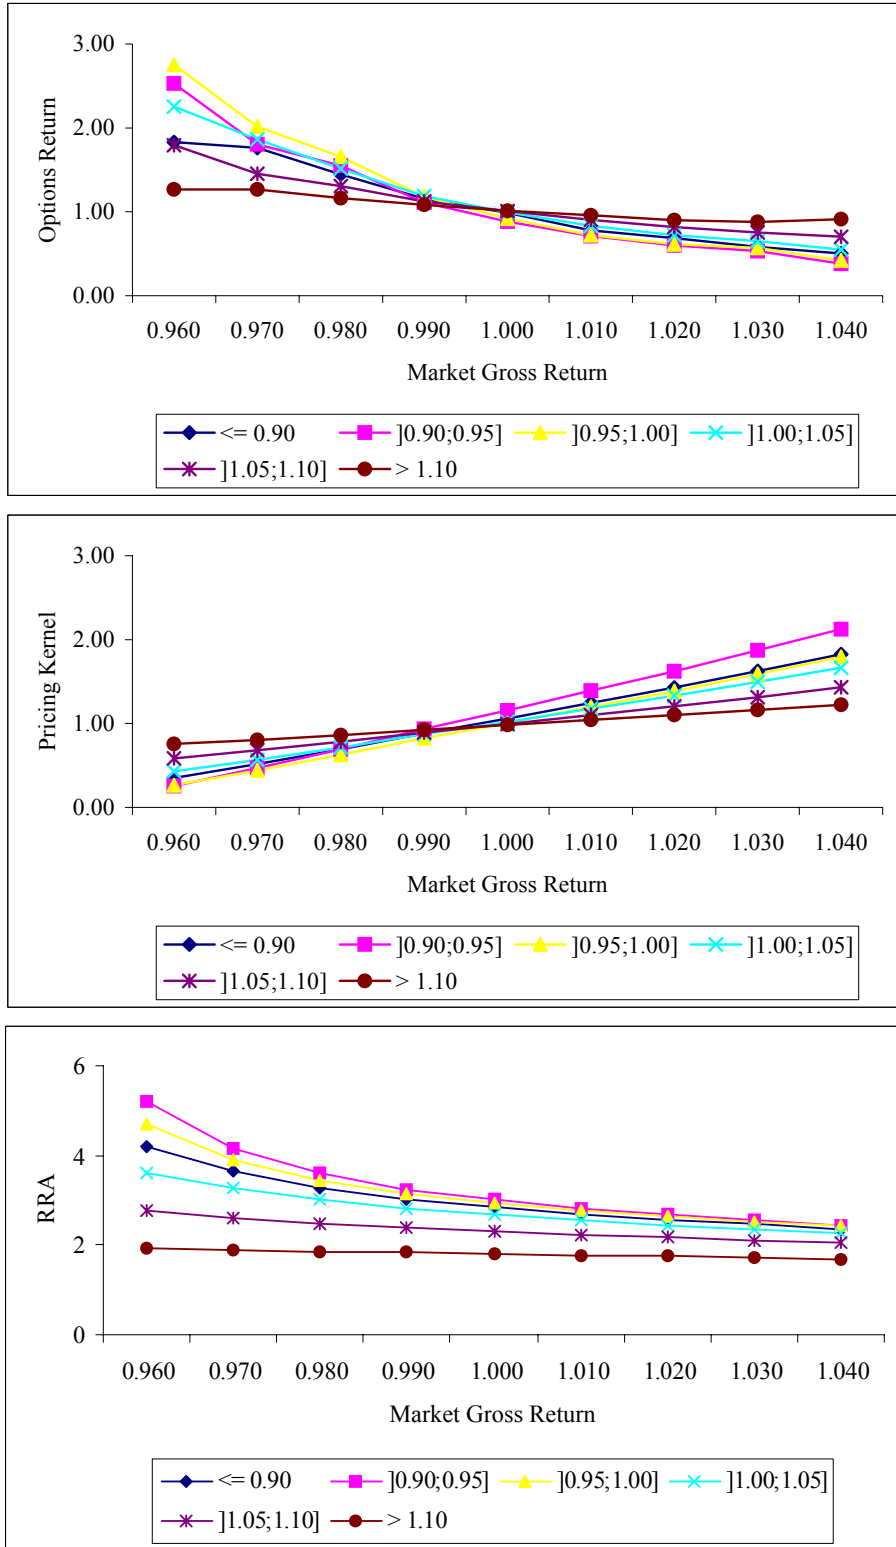 3.00
2.00
1.00
0.00
Options Return
0.960 0.970 0.980 0.990 1.000 1.010 1.020 1.030 1.040
Market Gross Return
<= 0.90 ]0.90;0.95] ]0.95;1.00] ]1.00;1.05]
]1.05;1.10] > 1.10
3.00
2.00
1.00
0.00
Pricing Kernel
0.960 0.970 0.980 0.990 1.000 1.010 1.020 1.030 1.040
Market Gross Return
<= 0.90 ]0.90;0.95] ]0.95;1.00] ]1.00;1.05]
]1.05;1.10] > 1.10
6
4
2
0
RRA
0.960 0.970 0.980 0.990 1.000 1.010 1.020 1.030 1.040
Market Gross Return
<= 0.90 ]0.90;0.95] ]0.95;1.00] ]1.00;1.05]
]1.05;1.10] > 1.10